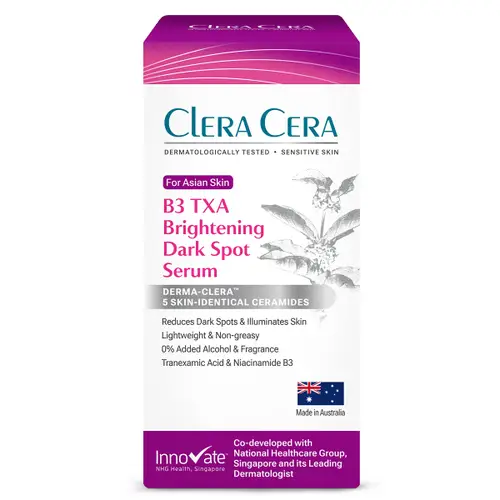 CLERA CERA
DERMATOLOGICALLY TESTED • SENSITIVE SKIN
For Asian Skin
B3 TXA
Brightening
Dark Spot
Serum
DERMA-CLERA™
5 SKIN-IDENTICAL CERAMIDES
Reduces Dark Spots & Illuminates Skin
Lightweight & Non-greasy
0% Added Alcohol & Fragrance
Tranexamic Acid & Niacinamide B3
Made in Australia
Innovate
NHG Health, Singapore
Co-developed with
National Healthcare Group,
Singapore and its Leading
Dermatologist